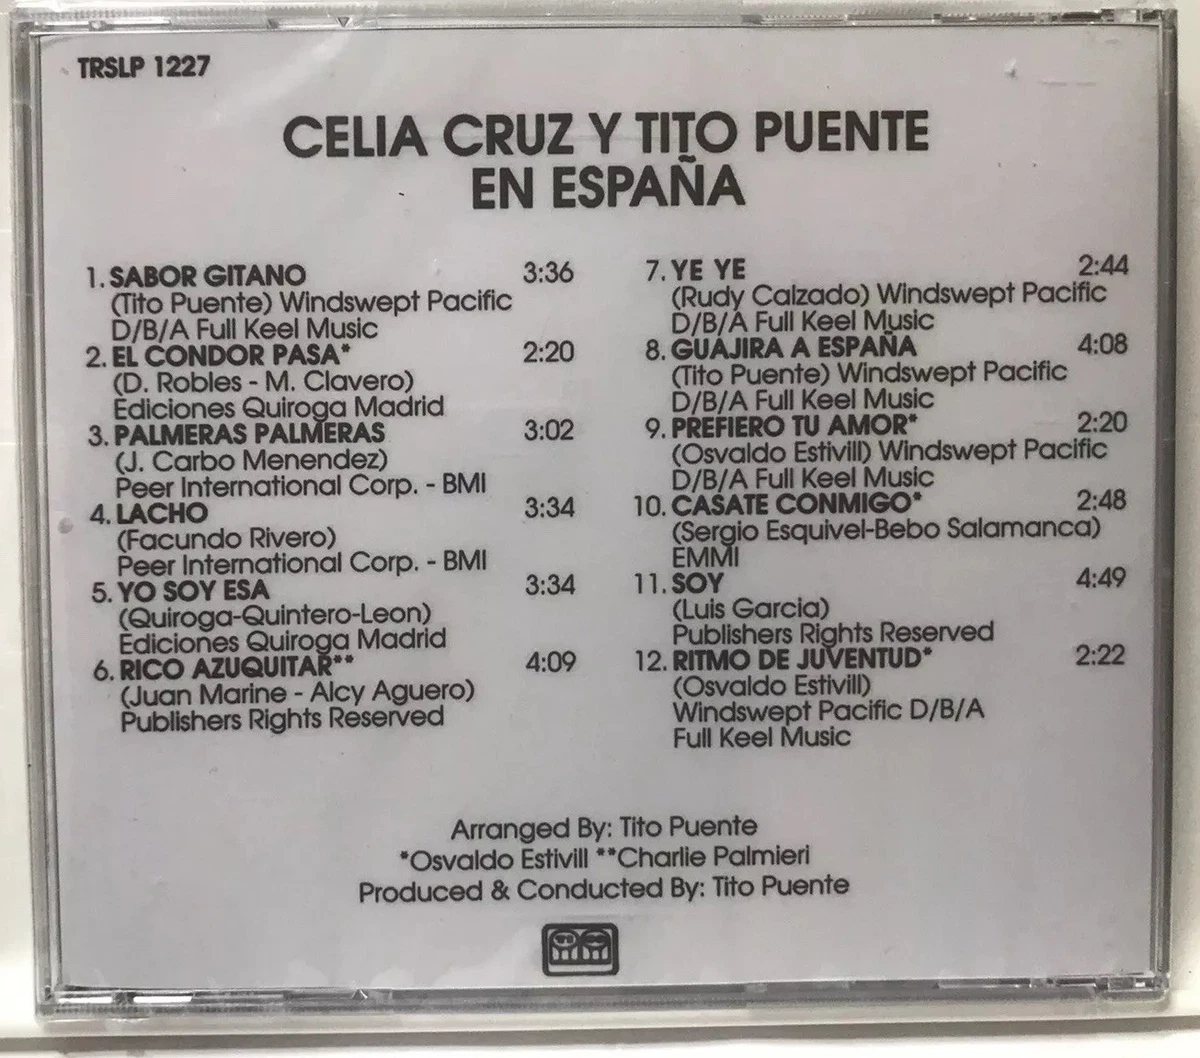 TRSLP 1227
CELIA CRUZ Y TITO PUENTE
EN ESPAÑA
1. SABOR GITANO 3:36
(Tito Puente) Windswept Pacific
D/B/A Full Keel Music
2. EL CONDOR PASA* 2:20
(D. Robles - M. Clavero)
Ediciones Quiroga Madrid
3. PALMERAS PALMERAS 3:02
(J. Carbo Menendez)
Peer International Corp. - BMI
4. LACHO 3:34
(Facundo Rivero)
Peer International Corp. - BMI
5. YO SOY ESA 3:34
(Quiroga-Quintero-Leon)
Ediciones Quiroga Madrid
6. RICO AZUQUITAR** 4:09
(Juan Marine - Alcy Aguero)
Publishers Rights Reserved
7. YE YE 2:44
(Rudy Calzado) Windswept Pacific
D/B/A Full Keel Music
8. GUAJIRA A ESPAÑA 4:08
(Tito Puente) Windswept Pacific
D/B/A Full Keel Music
9. PREFIERO TU AMOR* 2:20
(Osvaldo Estivill) Windswept Pacific
D/B/A Full Keel Music
10. CASATE CONMIGO* 2:48
(Sergio Esquivel-Bebo Salamanca)
EMMI
11. SOY 4:49
(Luis Garcia)
Publishers Rights Reserved
12. RITMO DE JUVENTUD* 2:22
(Osvaldo Estivill)
Windswept Pacific D/B/A
Full Keel Music
Arranged By: Tito Puente
*Osvaldo Estivill **Charlie Palmieri
Produced & Conducted By: Tito Puente